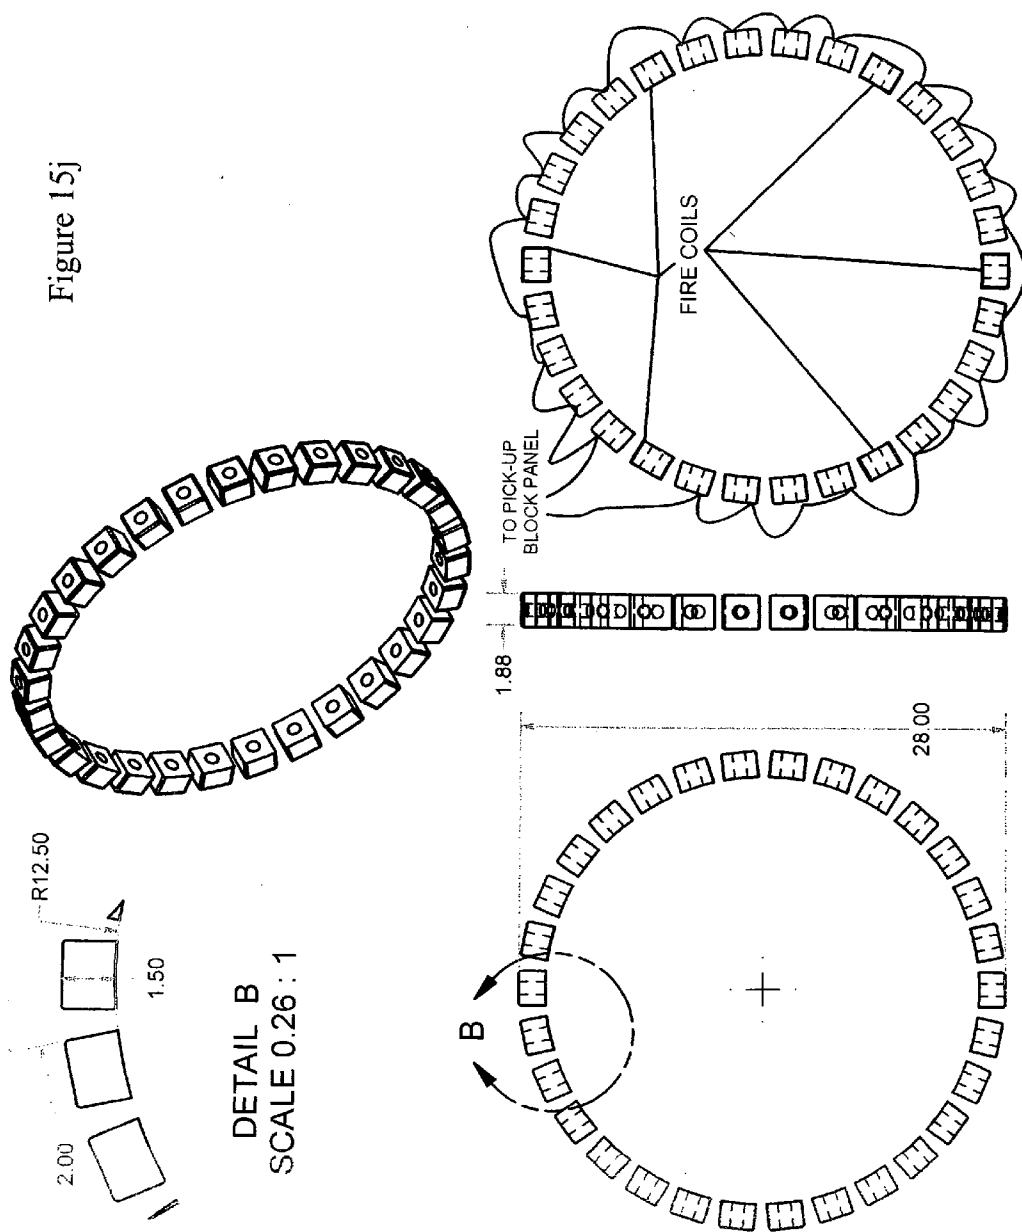 Figure 15j
R12.50
1.50
2.00
DETAIL B
SCALE 0.26 : 1
B
28.00
1.88
TO PICK-UP
BLOCK PANEL
FIRE COILS